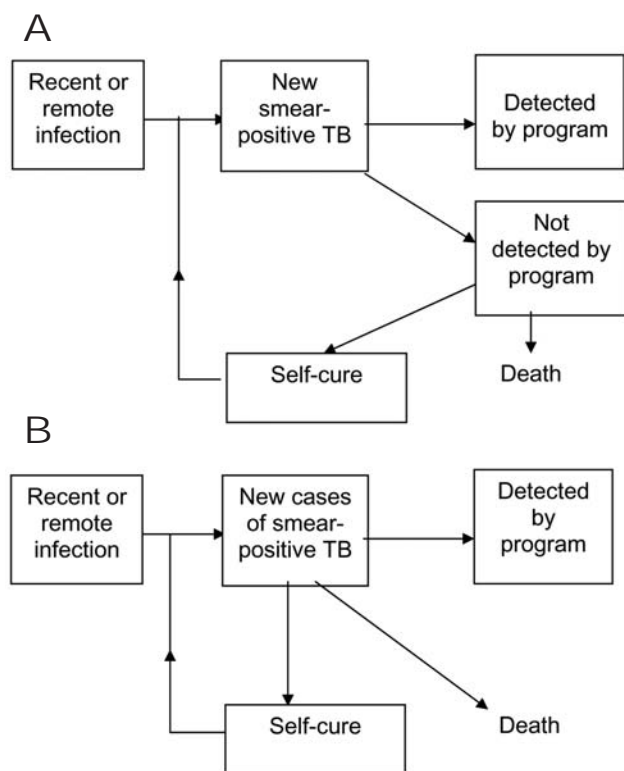 A
Recent or
remote
infection
New
smear-
positive TB
Detected
by program
Not
detected by
program
Self-cure
Death
B
Recent or
remote
infection
New cases
of smear-
positive TB
Detected
by
program
Self-cure
Death